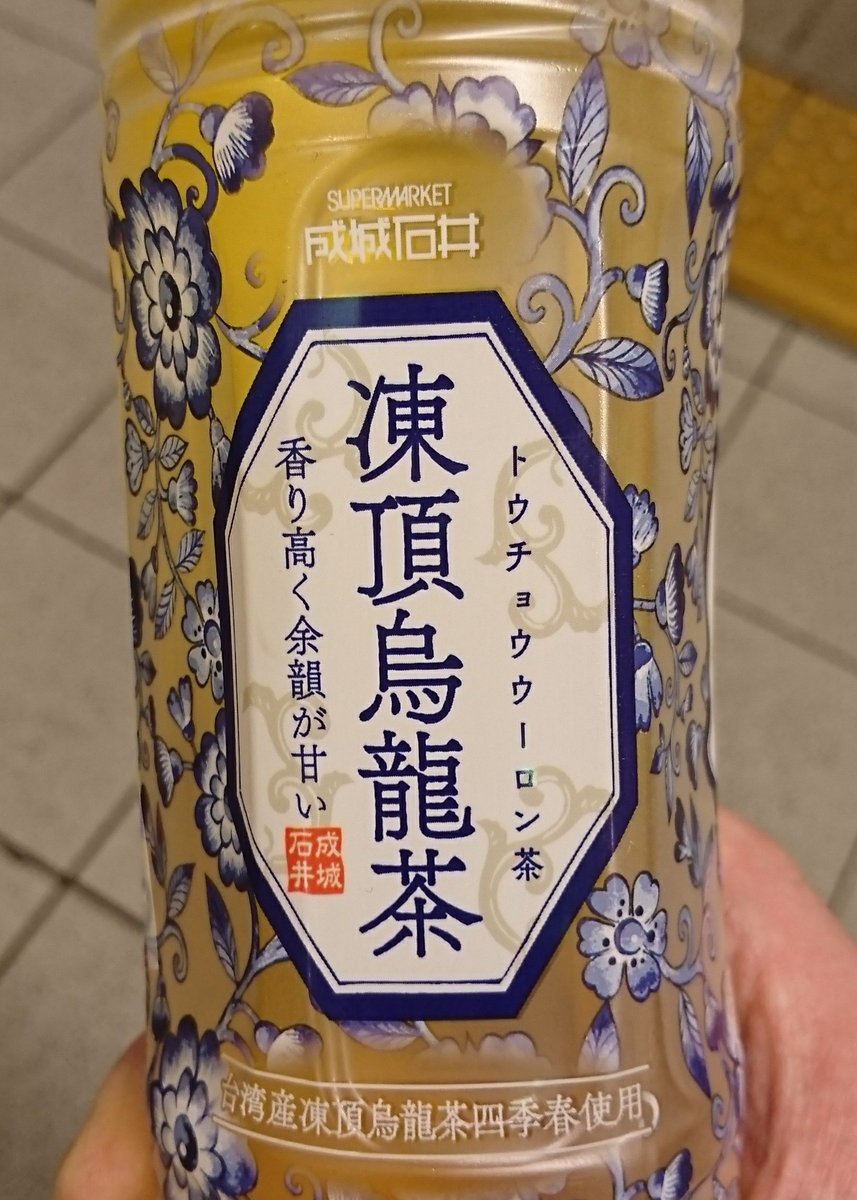 SUPERMARKET
成城石井
トウチョウウーロン茶
凍頂烏龍茶
香り高く余韻が甘い
成城
石井
台湾産凍頂烏龍茶四季春使用